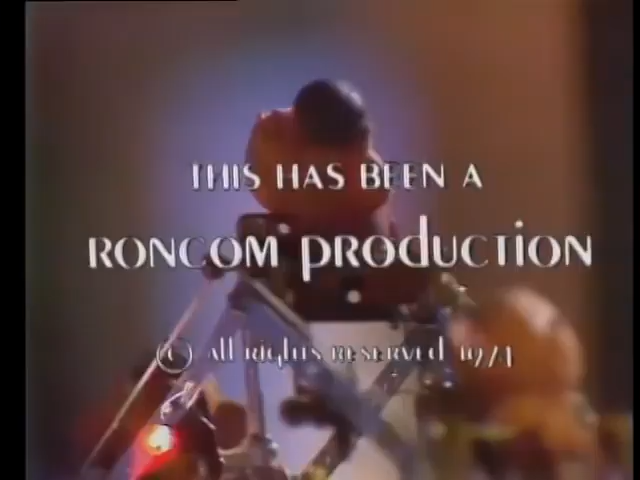 THIS HAS BEEN A
RONCOM PRODUCTION
© All RIGHTS RESERVED 1974